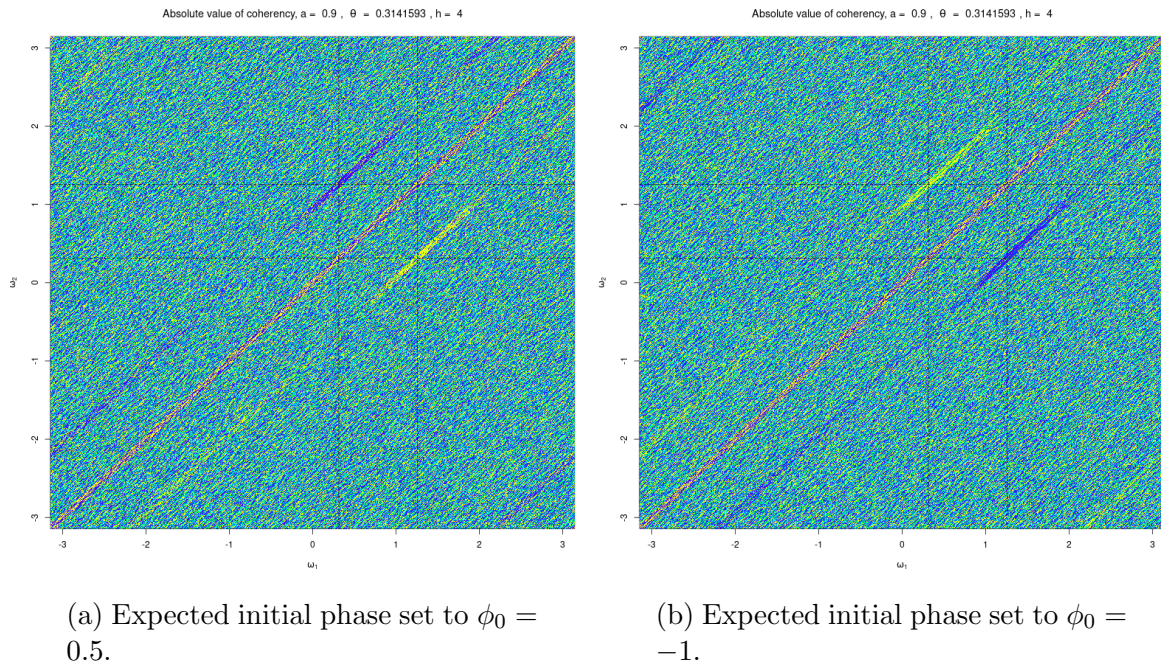 Absolute value of coherency, a = 0.9 , θ = 0.3141593 , h = 4
3
2
1
0
-1
-2
-3
ω₂
-3 -2 -1 0 1 2 3
ω₁
(a) Expected initial phase set to ϕ₀ =
0.5.
Absolute value of coherency, a = 0.9 , θ = 0.3141593 , h = 4
3
2
1
0
-1
-2
-3
ω₂
-3 -2 -1 0 1 2 3
ω₁
(b) Expected initial phase set to ϕ₀ =
−1.